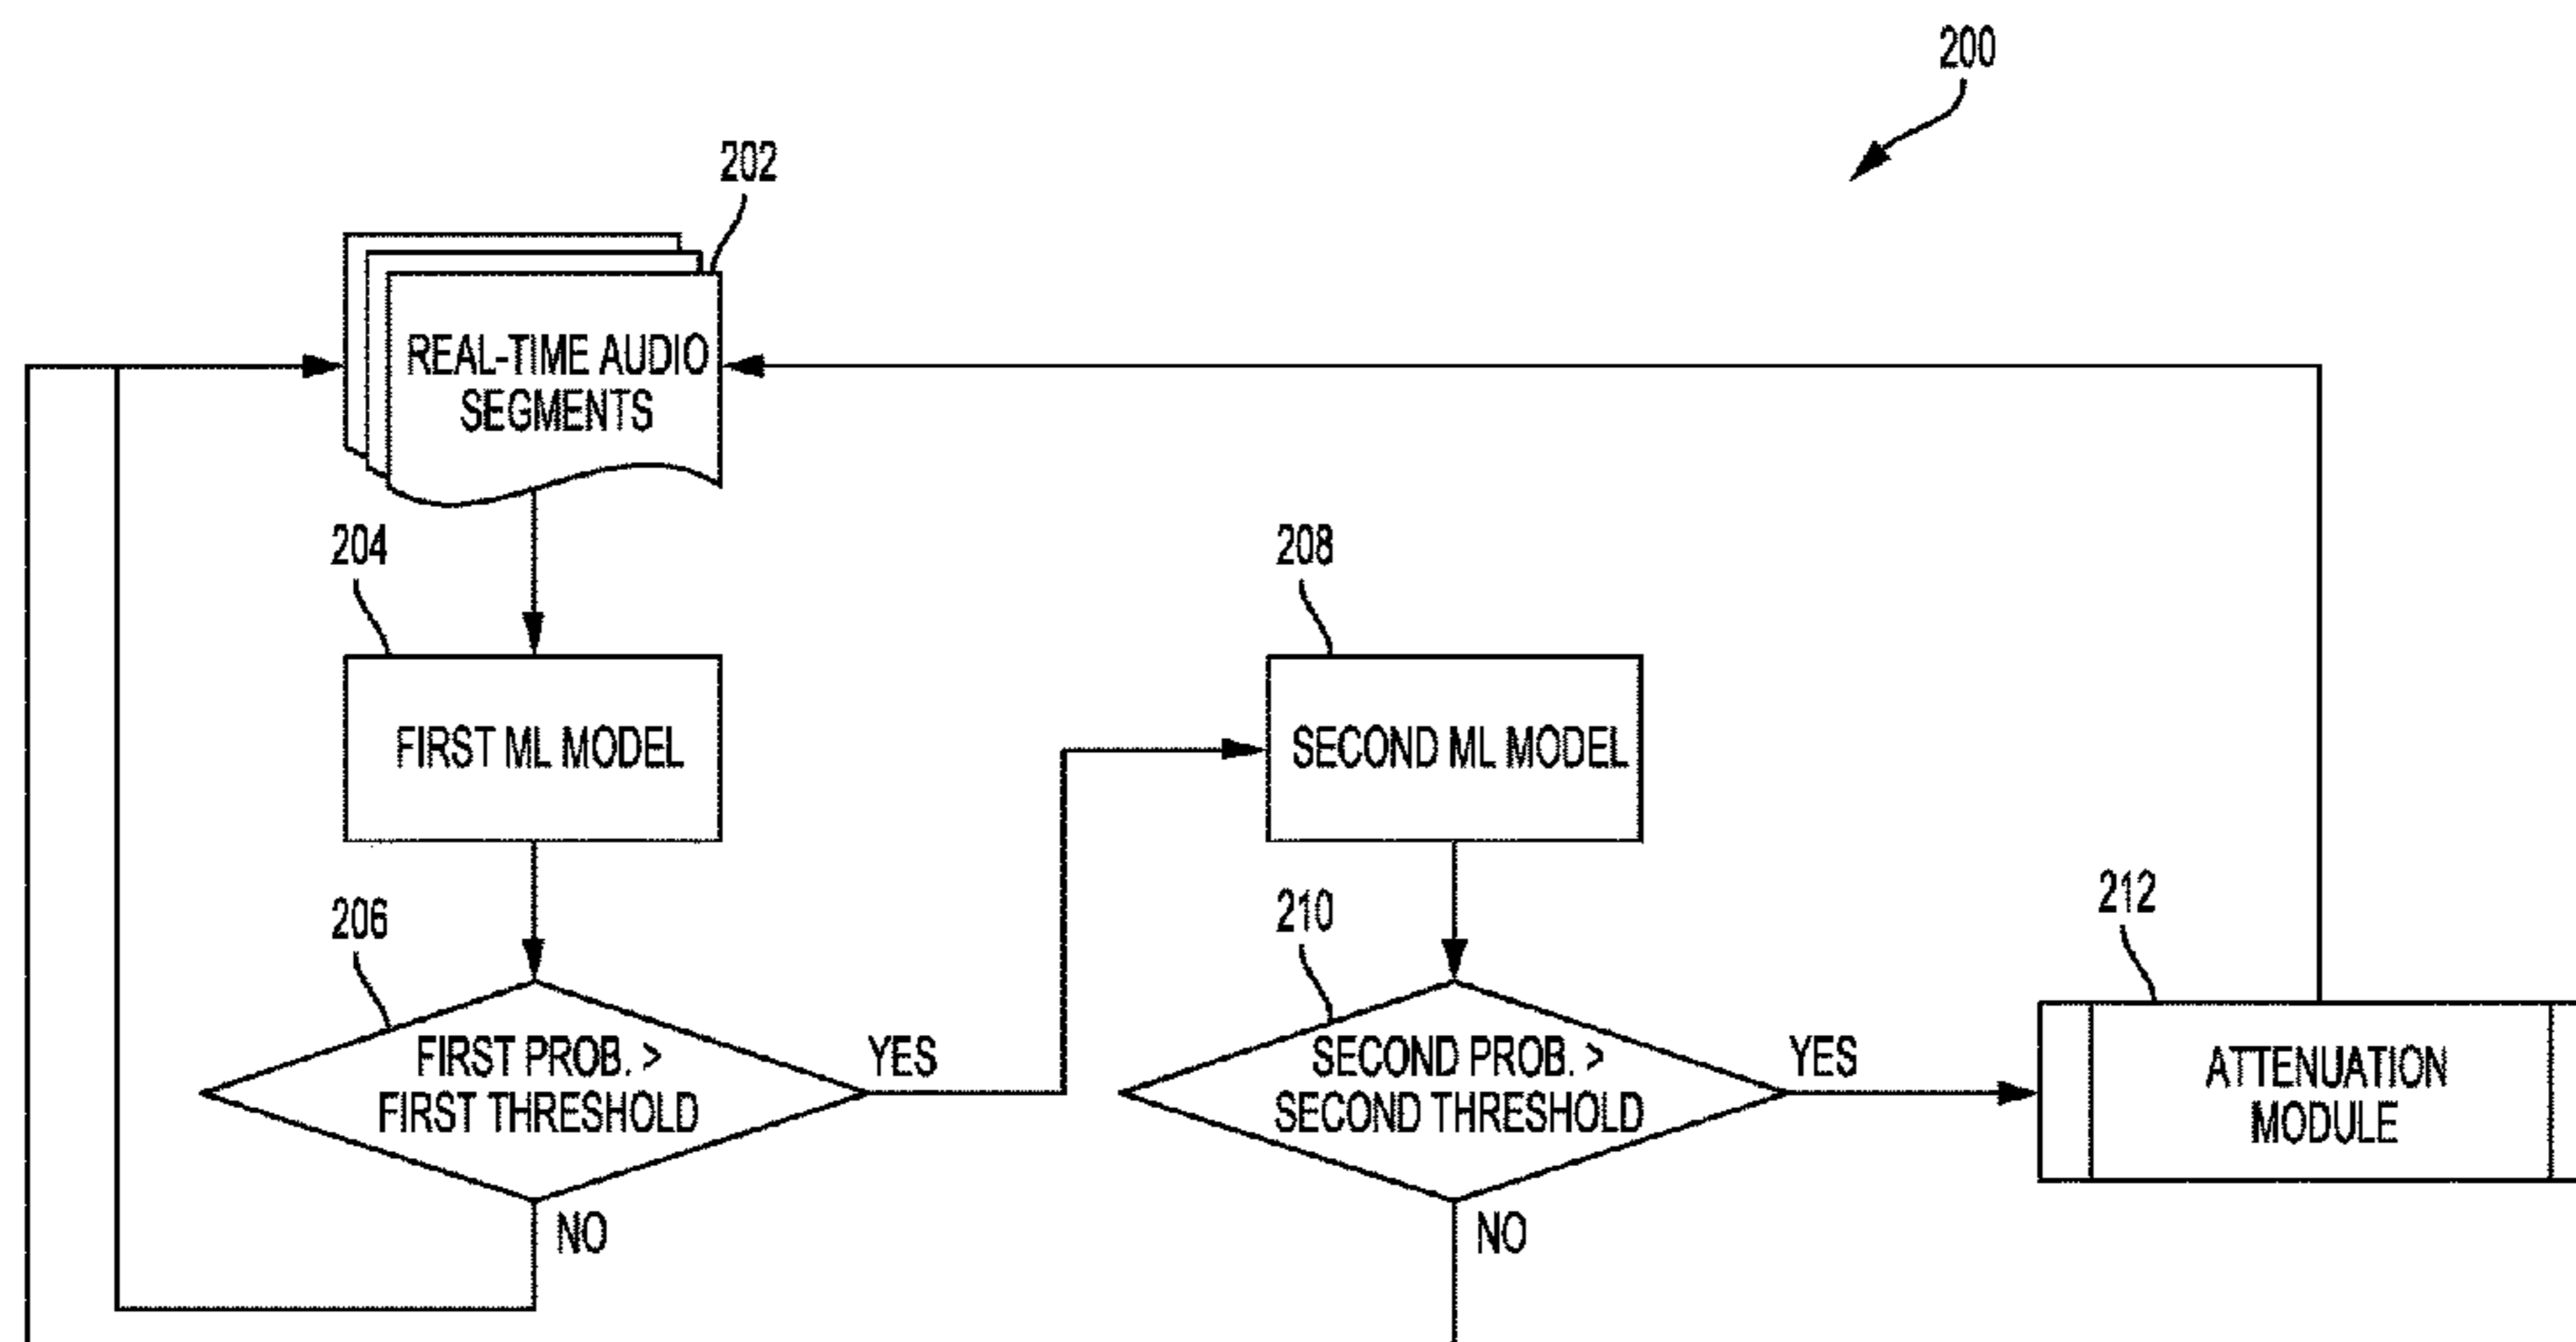 200
202
REAL-TIME AUDIO
SEGMENTS
204
208
FIRST ML MODEL
SECOND ML MODEL
206
210
212
FIRST PROB. >
FIRST THRESHOLD
YES
SECOND PROB. >
SECOND THRESHOLD
YES
ATTENUATION
MODULE
NO
NO